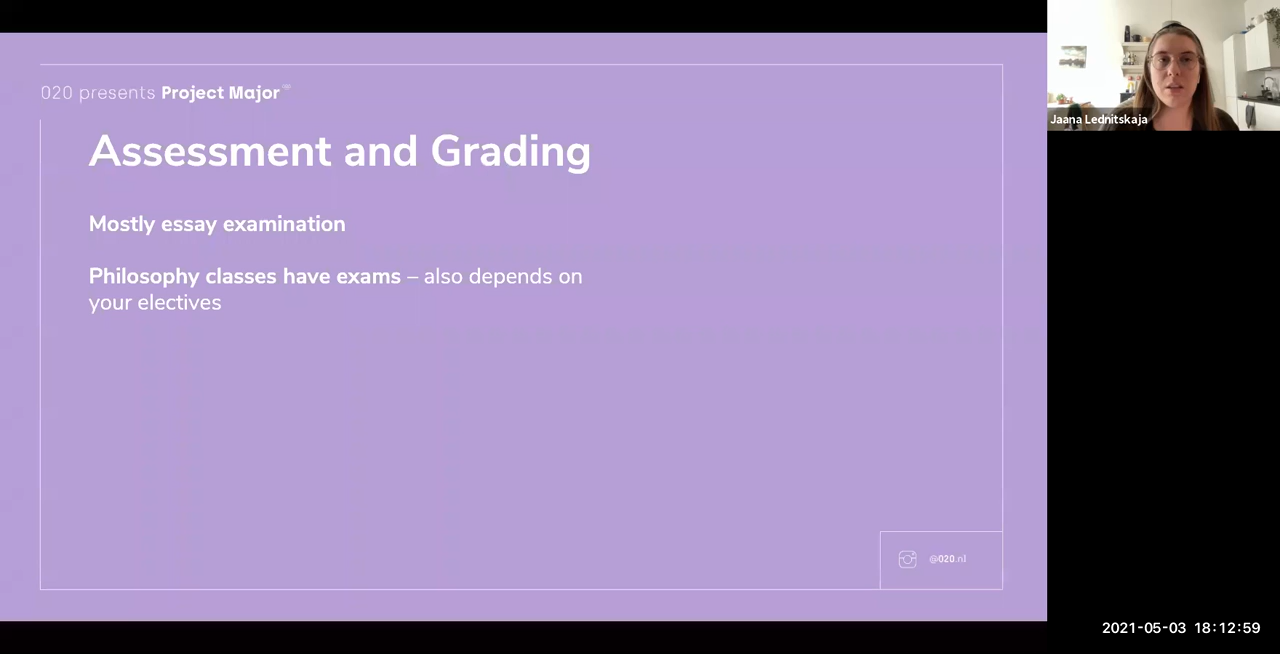 020 presents Project Major
Assessment and Grading
Mostly essay examination
Philosophy classes have exams – also depends on
your electives
@020.nl
Jaana Lednitskaja
2021-05-03 18:12:59